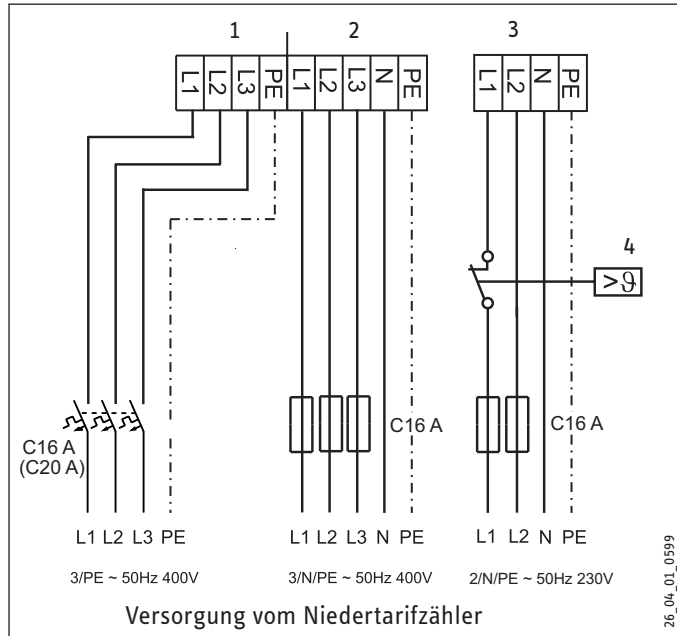 1 2 3
L1 L2 L3 PE L1 L2 L3 N PE L1 L2 N PE
4
>ϑ
C16 A
(C20 A)
C16 A
C16 A
L1 L2 L3 PE L1 L2 L3 N PE L1 L2 N PE
3/PE ~ 50Hz 400V 3/N/PE ~ 50Hz 400V 2/N/PE ~ 50Hz 230V
Versorgung vom Niedertarifzähler
26_04_01_0599